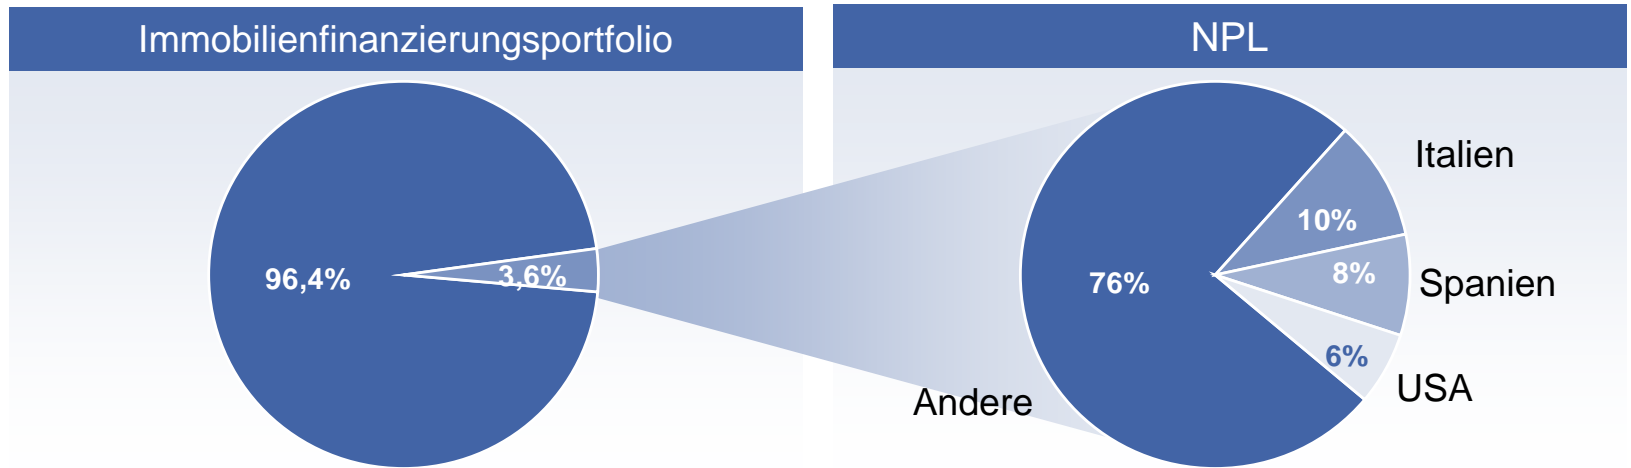 Immobilienfinanzierungsportfolio
96,4%
3,6%
NPL
Italien
10%
8%
76%
Spanien
6%
USA
Andere